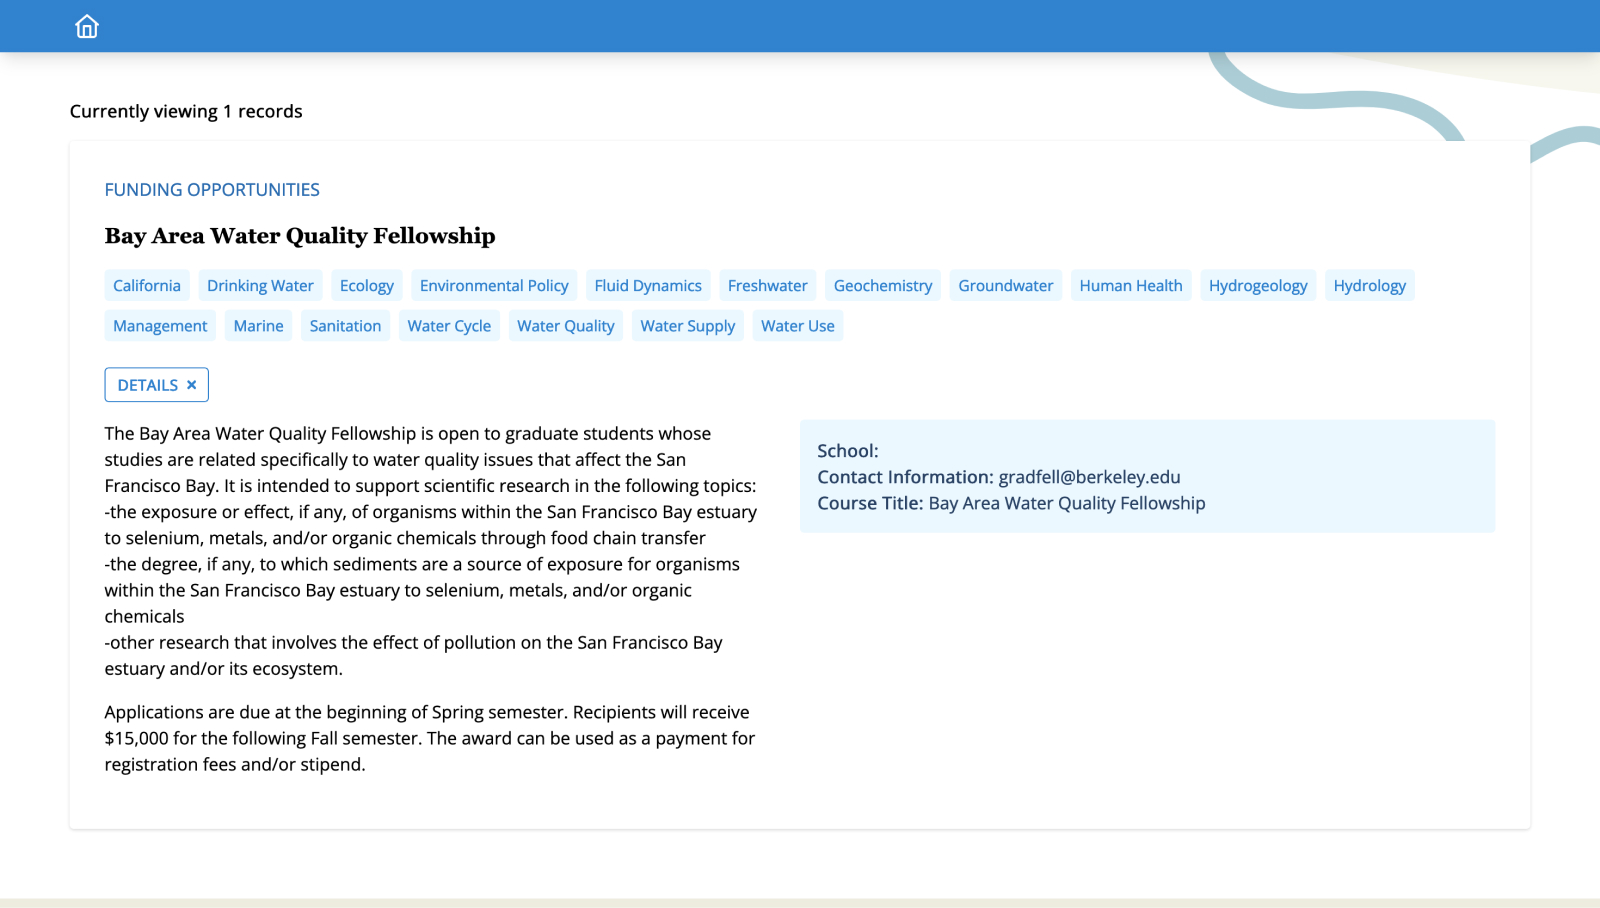 Currently viewing 1 records
FUNDING OPPORTUNITIES
Bay Area Water Quality Fellowship
California Drinking Water Ecology Environmental Policy Fluid Dynamics Freshwater Geochemistry Groundwater Human Health Hydrogeology Hydrology
Management Marine Sanitation Water Cycle Water Quality Water Supply Water Use
DETAILS ×
The Bay Area Water Quality Fellowship is open to graduate students whose
studies are related specifically to water quality issues that affect the San
Francisco Bay. It is intended to support scientific research in the following topics:
-the exposure or effect, if any, of organisms within the San Francisco Bay estuary
to selenium, metals, and/or organic chemicals through food chain transfer
-the degree, if any, to which sediments are a source of exposure for organisms
within the San Francisco Bay estuary to selenium, metals, and/or organic
chemicals
-other research that involves the effect of pollution on the San Francisco Bay
estuary and/or its ecosystem.
Applications are due at the beginning of Spring semester. Recipients will receive
$15,000 for the following Fall semester. The award can be used as a payment for
registration fees and/or stipend.
School:
Contact Information: gradfell@berkeley.edu
Course Title: Bay Area Water Quality Fellowship